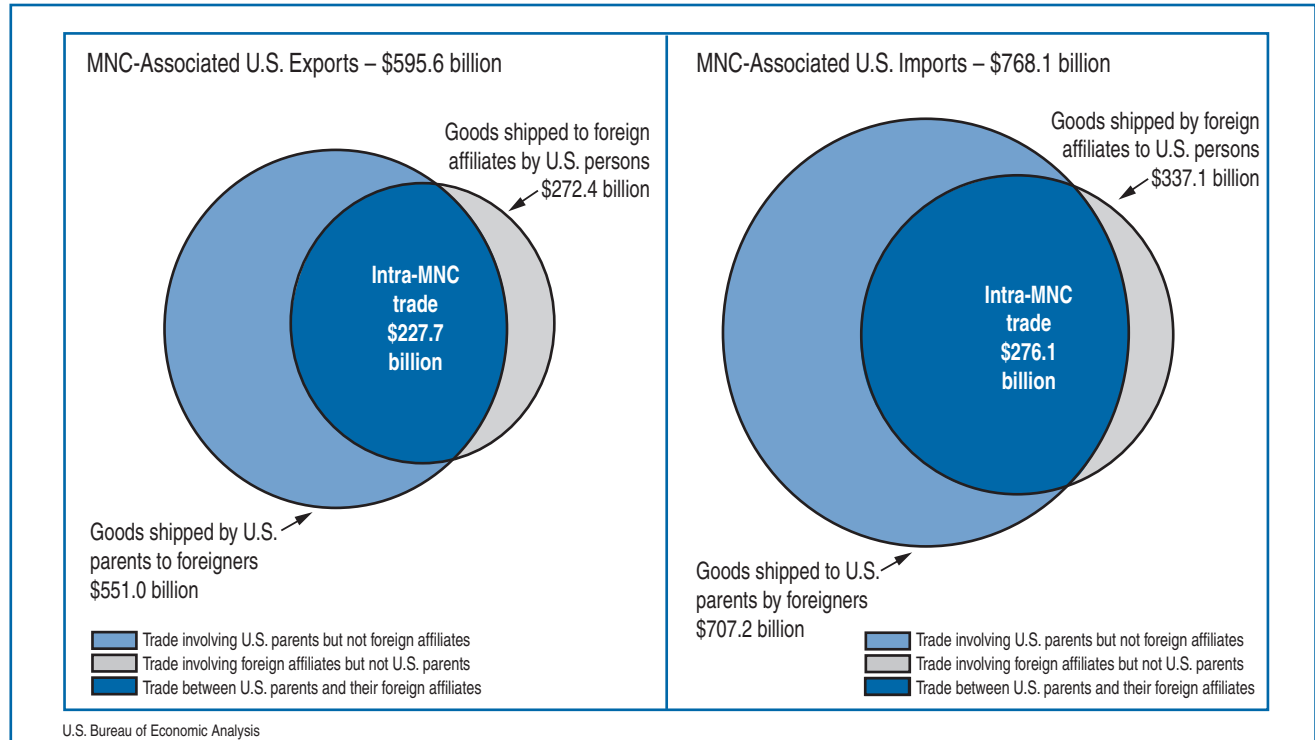 MNC-Associated U.S. Exports – $595.6 billion
Goods shipped to foreign
affiliates by U.S. persons
$272.4 billion
Intra-MNC
trade
$227.7
billion
Goods shipped by U.S.
parents to foreigners
$551.0 billion
Trade involving U.S. parents but not foreign affiliates
Trade involving foreign affiliates but not U.S. parents
Trade between U.S. parents and their foreign affiliates
MNC-Associated U.S. Imports – $768.1 billion
Goods shipped by foreign
affiliates to U.S. persons
$337.1 billion
Intra-MNC
trade
$276.1
billion
Goods shipped to U.S.
parents by foreigners
$707.2 billion
Trade involving U.S. parents but not foreign affiliates
Trade involving foreign affiliates but not U.S. parents
Trade between U.S. parents and their foreign affiliates
U.S. Bureau of Economic Analysis